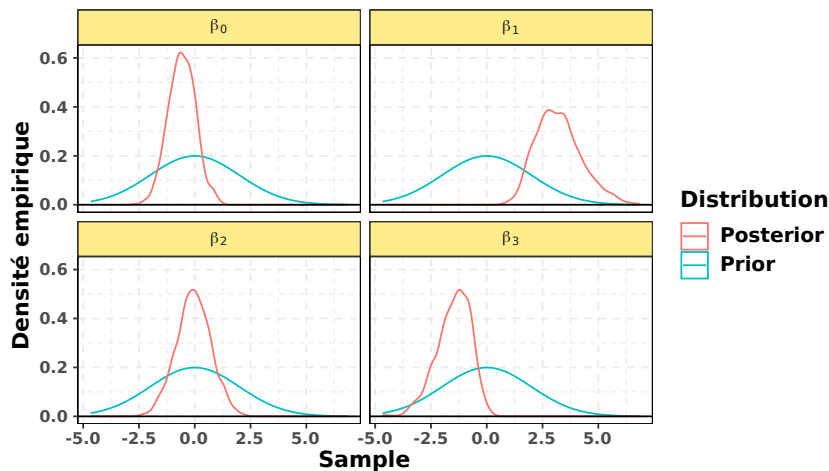 β0
β1
0.6
0.4
0.2
0.0
β2
β3
0.6
0.4
0.2
0.0
-5.0 -2.5 0.0 2.5 5.0
-5.0 -2.5 0.0 2.5 5.0
Sample
Densité empirique
Distribution
Posterior
Prior